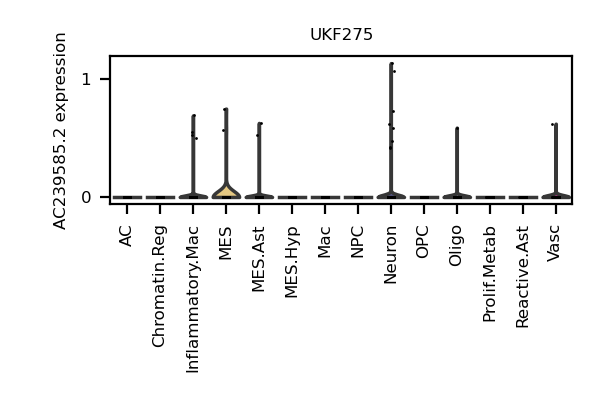 UKF275
AC239585.2 expression
1
0
AC
Chromatin.Reg
Inflammatory.Mac
MES
MES.Ast
MES.Hyp
Mac
NPC
Neuron
OPC
Oligo
Prolif.Metab
Reactive.Ast
Vasc